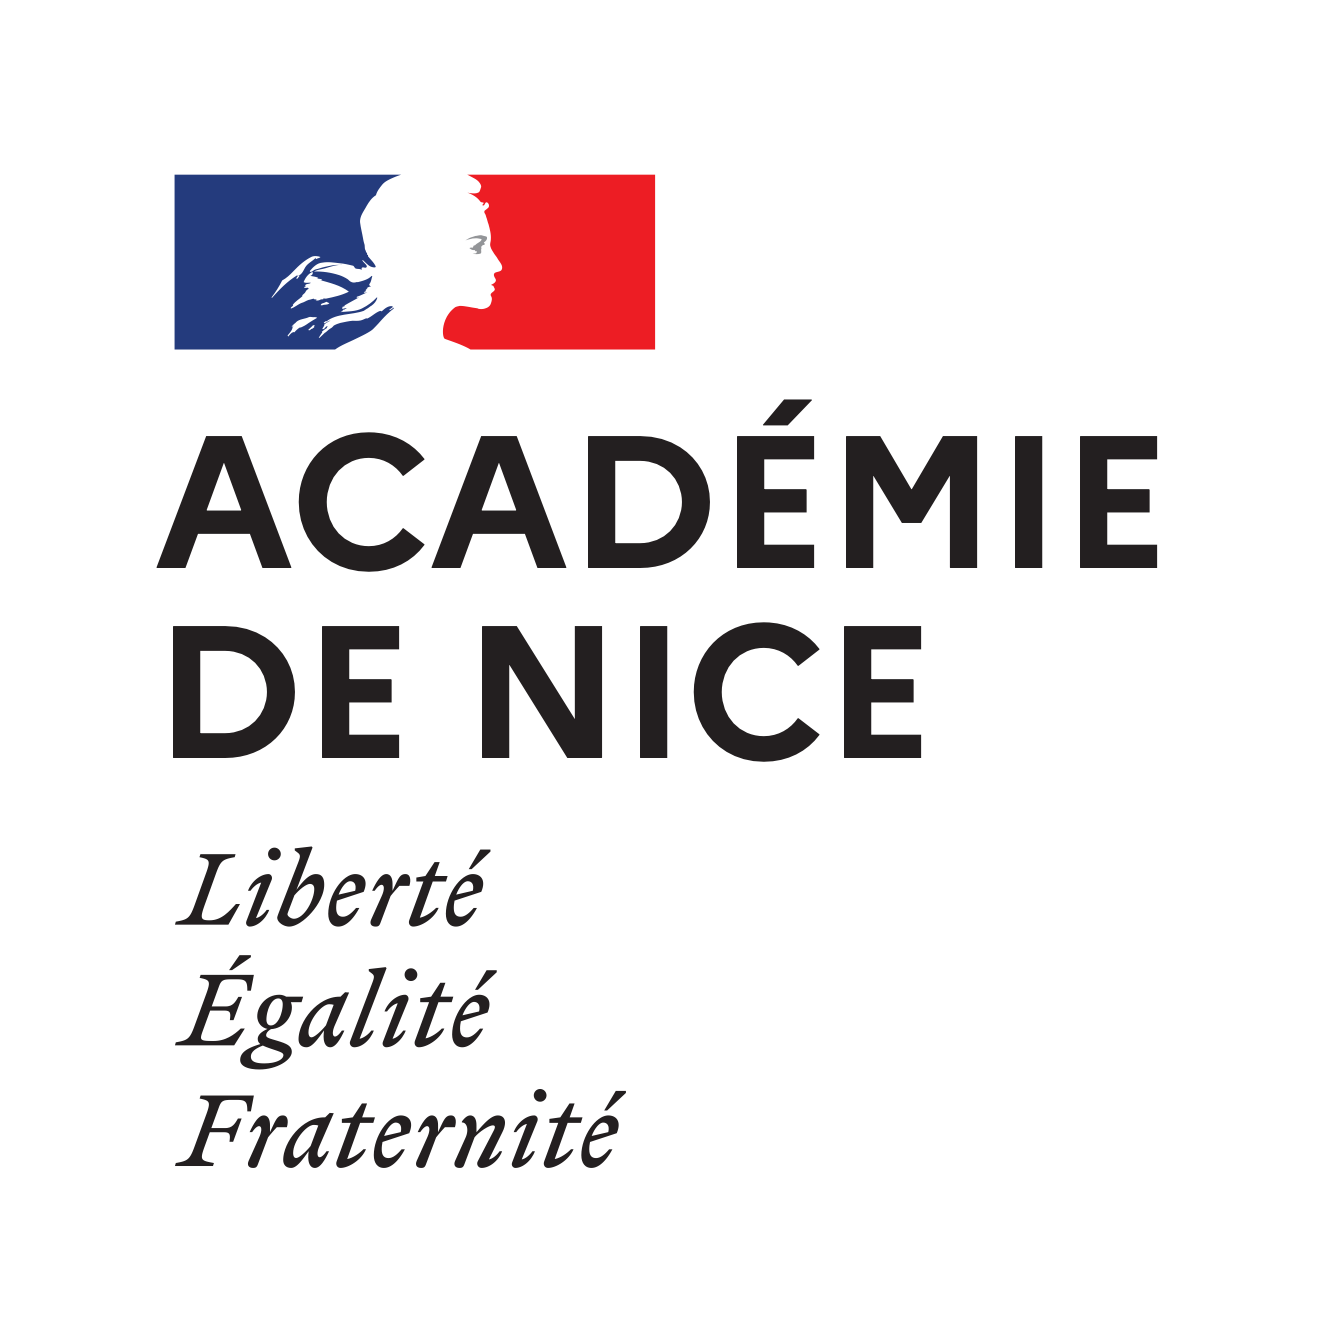 ACADÉMIE
DE NICE
Liberté
Égalité
Fraternité